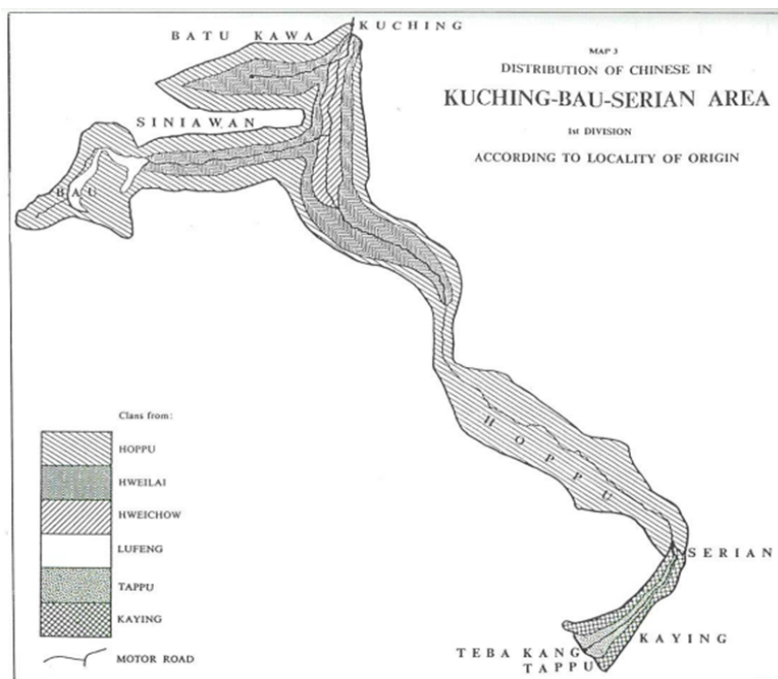 KUCHING
BATU KAWA
MAP 3
DISTRIBUTION OF CHINESE IN
KUCHING-BAU-SERIAN AREA
1st DIVISION
ACCORDING TO LOCALITY OF ORIGIN
SINIAWAN
BAU
Clans from:
HOPPU
HWEILAI
HWEICHOW
LUFENG
TAPPU
KAYING
MOTOR ROAD
HOPPU
SERIAN
KAYING
TEBA KANG
TAPPU